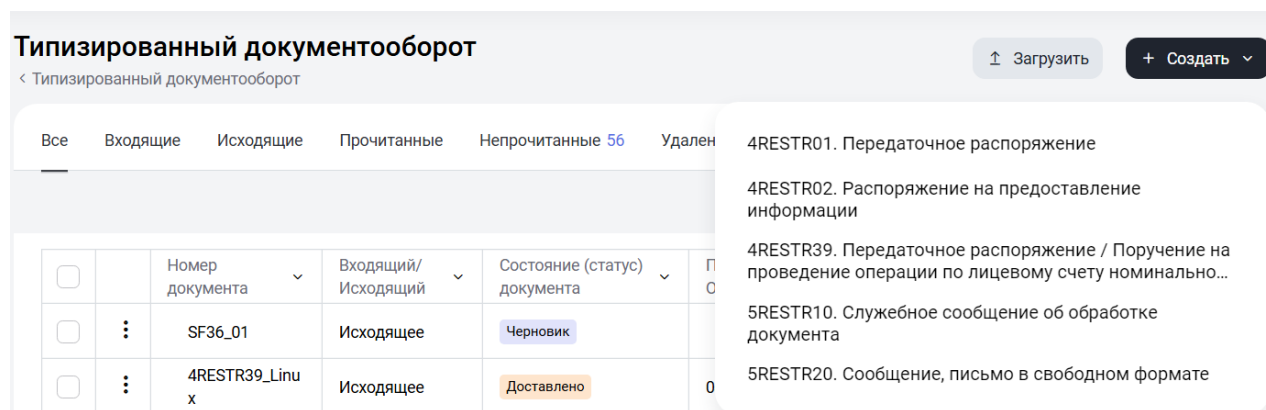 Типизированный документооборот
< Типизированный документооборот
Загрузить
+ Создать
Все Входящие Исходящие Прочитанные Непрочитанные 56 Удален
4RESTR01. Передаточное распоряжение
4RESTR02. Распоряжение на предоставление
информации
4RESTR39. Передаточное распоряжение / Поручение на
проведение операции по лицевому счету номинально...
5RESTR10. Служебное сообщение об обработке
документа
5RESTR20. Сообщение, письмо в свободном формате
Номер
документа
Входящий/
Исходящий
Состояние (статус)
документа
SF36_01
Исходящее
Черновик
4RESTR39_Linu
x
Исходящее
Доставлено
0